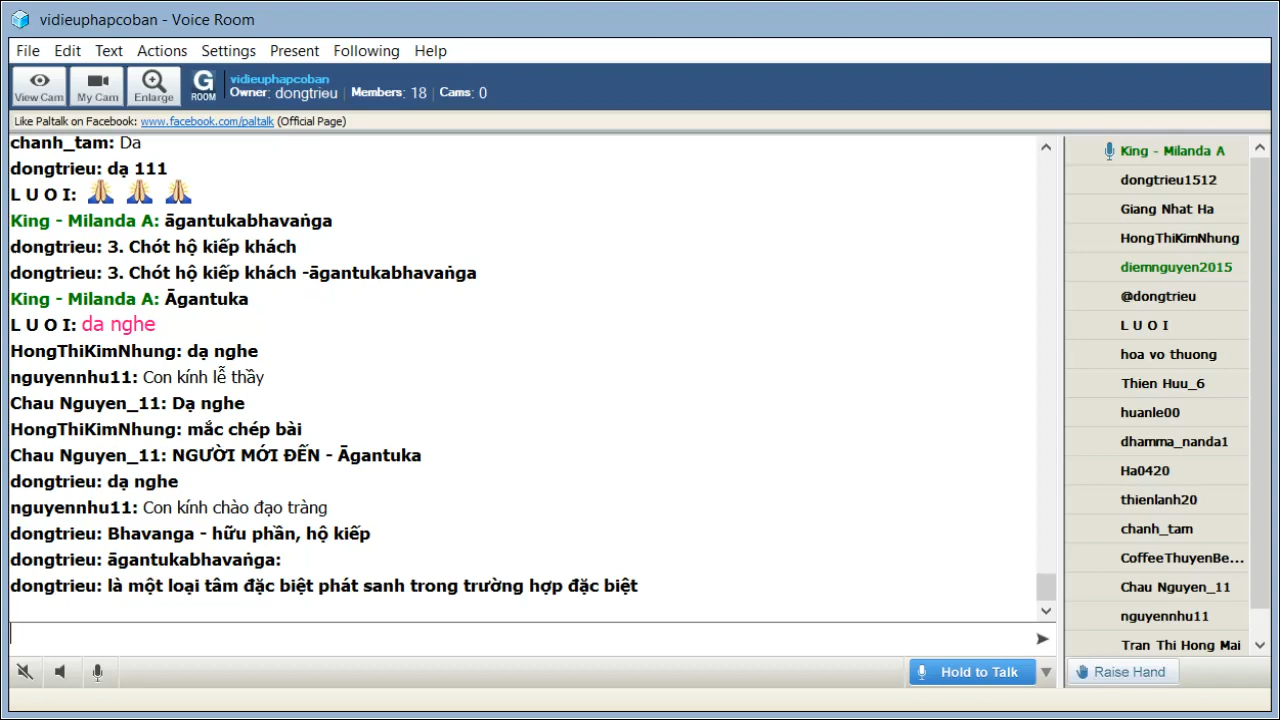 vidieuphapcoban - Voice Room
File Edit Text Actions Settings Present Following Help
View Cam My Cam Enlarge G ROOM
vidieuphapcoban
Owner: dongtrieu | Members: 18 | Cams: 0
Like Paltalk on Facebook: www.facebook.com/paltalk (Official Page)
chanh_tam: Da
dongtrieu: dạ 111
L U O I:
King - Milanda A: āgantukabhavaṅga
dongtrieu: 3. Chót hộ kiếp khách
dongtrieu: 3. Chót hộ kiếp khách -āgantukabhavaṅga
King - Milanda A: Āgantuka
L U O I: da nghe
HongThiKimNhung: dạ nghe
nguyennhu11: Con kính lễ thầy
Chau Nguyen_11: Dạ nghe
HongThiKimNhung: mắc chép bài
Chau Nguyen_11: NGƯỜI MỚI ĐẾN - Āgantuka
dongtrieu: dạ nghe
nguyennhu11: Con kính chào đạo tràng
dongtrieu: Bhavanga - hữu phần, hộ kiếp
dongtrieu: āgantukabhavaṅga:
dongtrieu: là một loại tâm đặc biệt phát sanh trong trường hợp đặc biệt
King - Milanda A
dongtrieu1512
Giang Nhat Ha
HongThiKimNhung
diemnguyen2015
@dongtrieu
L U O I
hoa vo thuong
Thien Huu_6
huanle00
dhamma_nanda1
Ha0420
thienlanh20
chanh_tam
CoffeeThuyenBe...
Chau Nguyen_11
nguyennhu11
Tran Thi Hong Mai
Hold to Talk
Raise Hand